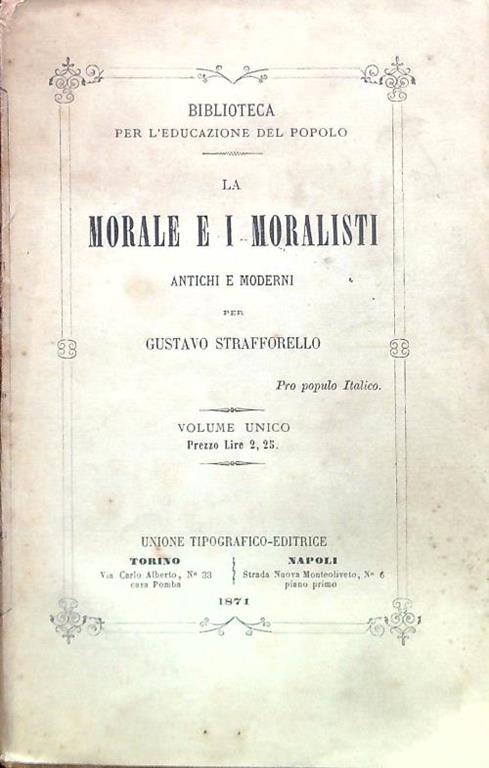 BIBLIOTECA
PER L'EDUCAZIONE DEL POPOLO
LA
MORALE E I MORALISTI
ANTICHI E MODERNI
PER
GUSTAVO STRAFFORELLO
Pro populo Italico.
VOLUME UNICO
Prezzo Lire 2, 25.
UNIONE TIPOGRAFICO-EDITRICE
TORINO
Via Carlo Alberto, Nº 33
casa Pomba
NAPOLI
Strada Nuova Monteoliveto, Nº 6
piano primo
1871